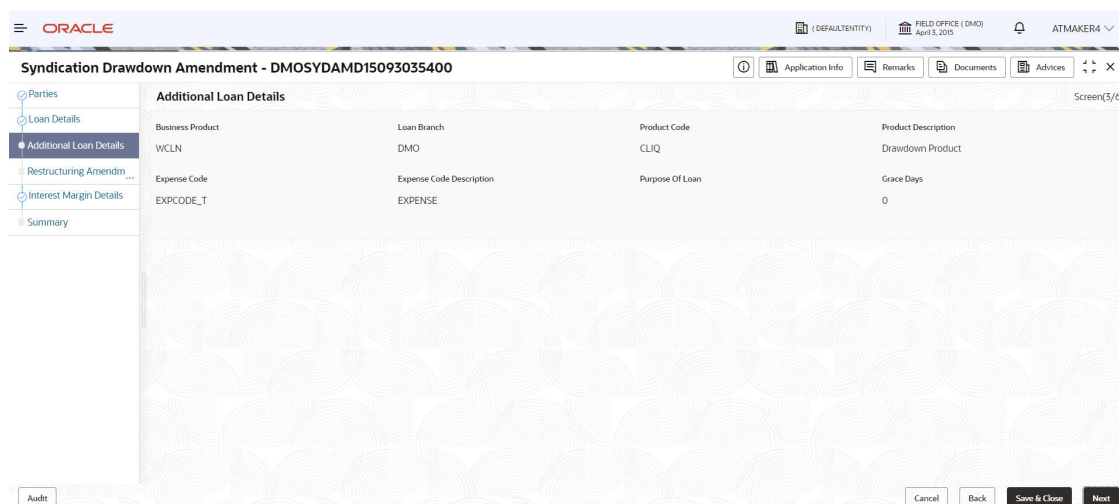 ORACLE
( DEFAULTENTITY)
FIELD OFFICE ( DMO)
April 3, 2015
ATMAKER4
Syndication Drawdown Amendment - DMOSYDAMD15093035400
Application Info
Remarks
Documents
Advices
Parties
Loan Details
Additional Loan Details
Restructuring Amendm...
Interest Margin Details
Summary
Additional Loan Details
Screen(3/6
Business Product
Loan Branch
Product Code
Product Description
WCLN
DMO
CLIQ
Drawdown Product
Expense Code
Expense Code Description
Purpose Of Loan
Grace Days
EXPCODE_T
EXPENSE
0
Audit
Cancel
Back
Save & Close
Next